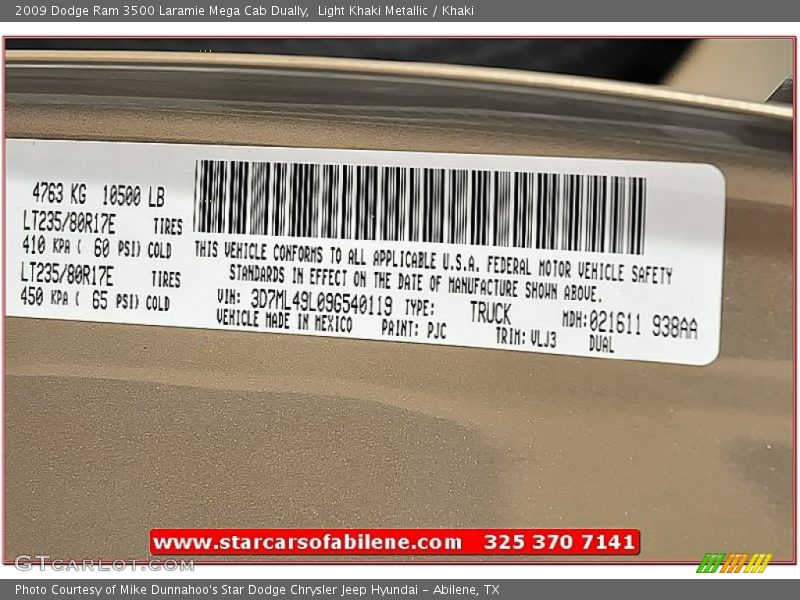 2009 Dodge Ram 3500 Laramie Mega Cab Dually,  Light Khaki Metallic / Khaki
4763 KG  10500 LB
LT235/80R17E  TIRES
410 KPA ( 60 PSI) COLD
LT235/80R17E  TIRES
450 KPA ( 65 PSI) COLD
THIS VEHICLE CONFORMS TO ALL APPLICABLE U.S.A. FEDERAL MOTOR VEHICLE SAFETY
STANDARDS IN EFFECT ON THE DATE OF MANUFACTURE SHOWN ABOVE.
VIN: 3D7ML49L09G540119 TYPE: TRUCK MDH:021611 938AA
VEHICLE MADE IN MEXICO PAINT: PJC TRIM: VLJ3 DUAL
www.starcarsofabilene.com 325 370 7141
GTcarlot.com
Photo Courtesy of Mike Dunnahoo's Star Dodge Chrysler Jeep Hyundai - Abilene, TX